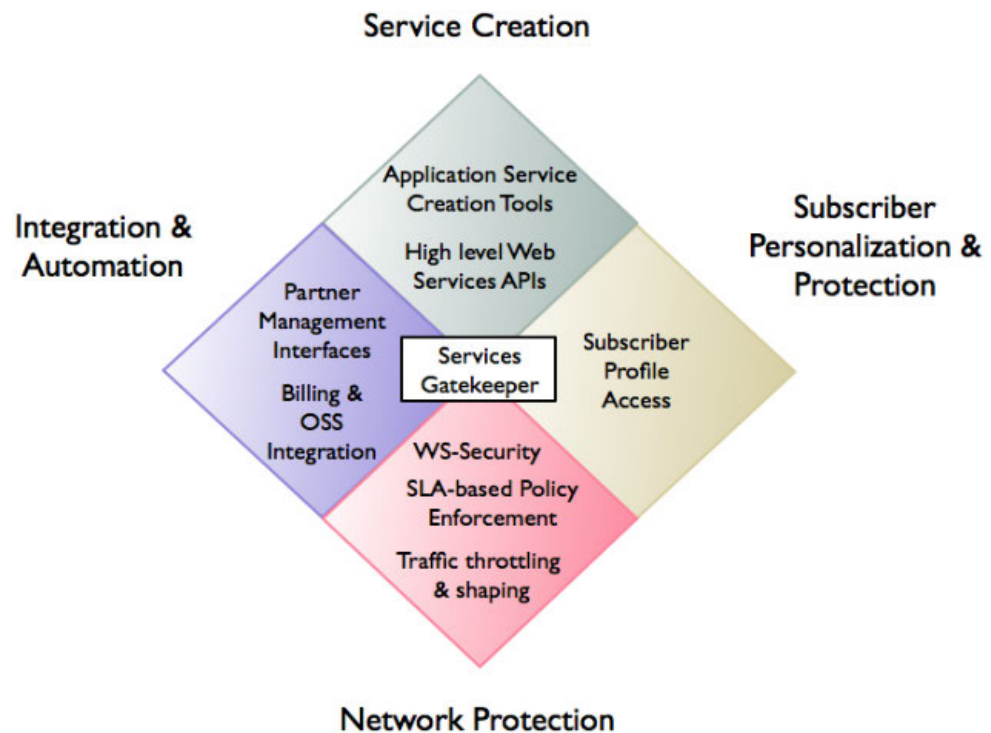 Service Creation
Application Service
Creation Tools
High level Web
Services APIs
Integration &
Automation
Partner
Management
Interfaces
Billing &
OSS
Integration
Services
Gatekeeper
Subscriber
Personalization &
Protection
Subscriber
Profile
Access
WS-Security
SLA-based Policy
Enforcement
Traffic throttling
& shaping
Network Protection